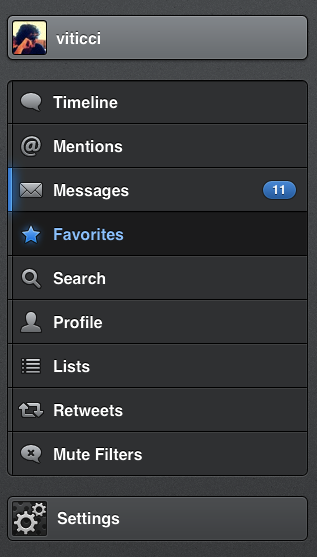 viticci
Timeline
Mentions
Messages 11
Favorites
Search
Profile
Lists
Retweets
Mute Filters
Settings